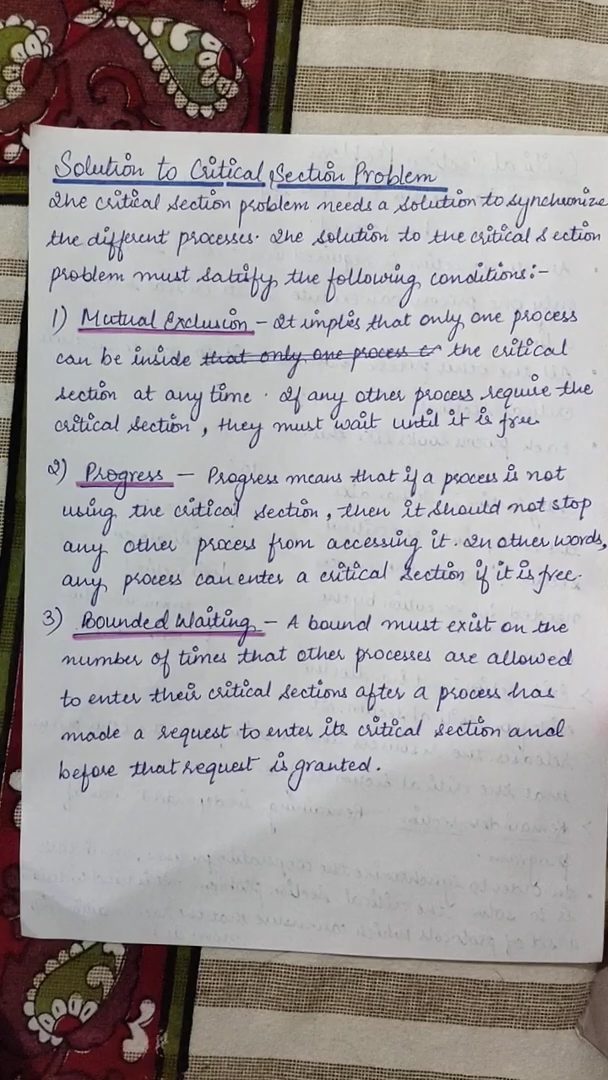 Solution to Critical Section Problem
The critical section problem needs a solution to synchronize
the different processes. The solution to the critical section
problem must satisfy the following conditions:-
1) Mutual Exclusion - It implies that only one process
can be inside that only one process the critical
section at any time. If any other process require the
critical section, they must wait until it is free.
2) Progress - Progress means that if a process is not
using the critical section, then it should not stop
any other process from accessing it. In other words,
any process can enter a critical section if it is free.
3) Bounded Waiting - A bound must exist on the
number of times that other processes are allowed
to enter their critical sections after a process has
made a request to enter its critical section and
before that request is granted.